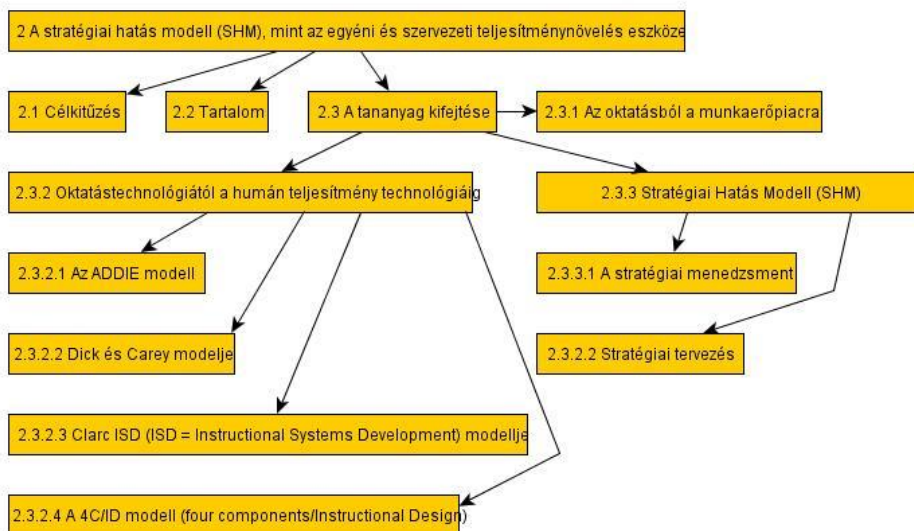 2 A stratégiai hatás modell (SHM), mint az egyéni és szervezeti teljesítménynövelés eszköze
2.1 Célkitűzés
2.2 Tartalom
2.3 A tananyag kifejtése
2.3.1 Az oktatásból a munkaerőpiacra
2.3.2 Oktatástechnológiától a humán teljesítmény technológiáig
2.3.3 Stratégiai Hatás Modell (SHM)
2.3.2.1 Az ADDIE modell
2.3.3.1 A stratégiai menedzsment
2.3.2.2 Dick és Carey modelje
2.3.2.2 Stratégiai tervezés
2.3.2.3 Clarc ISD (ISD = Instructional Systems Development) modellje
2.3.2.4 A 4C/ID modell (four components/Instructional Design)